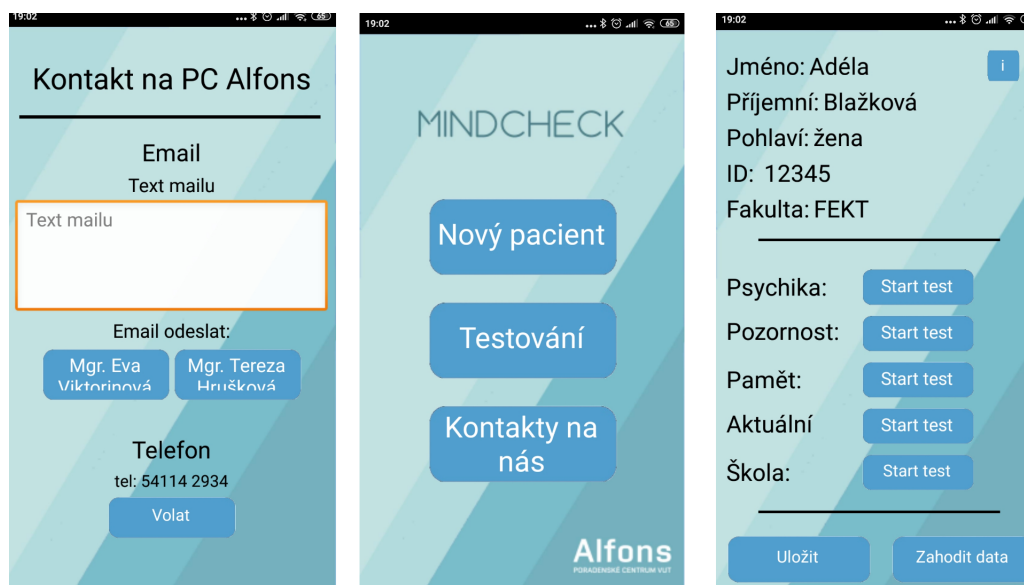 19:02
65
Kontakt na PC Alfons
Email
Text mailu
Text mailu
Email odeslat:
Mgr. Eva
Viktorinová
Mgr. Tereza
Hrušková
Telefon
tel: 54114 2934
Volat
19:02
65
MINDCHECK
Nový pacient
Testování
Kontakty na
nás
Alfons
PORADENSKÉ CENTRUM VUT
19:02
Jméno: Adéla
i
Příjemní: Blažková
Pohlaví: žena
ID: 12345
Fakulta: FEKT
Psychika:
Start test
Pozornost:
Start test
Pamět:
Start test
Aktuální
Start test
Škola:
Start test
Uložit
Zahodit data